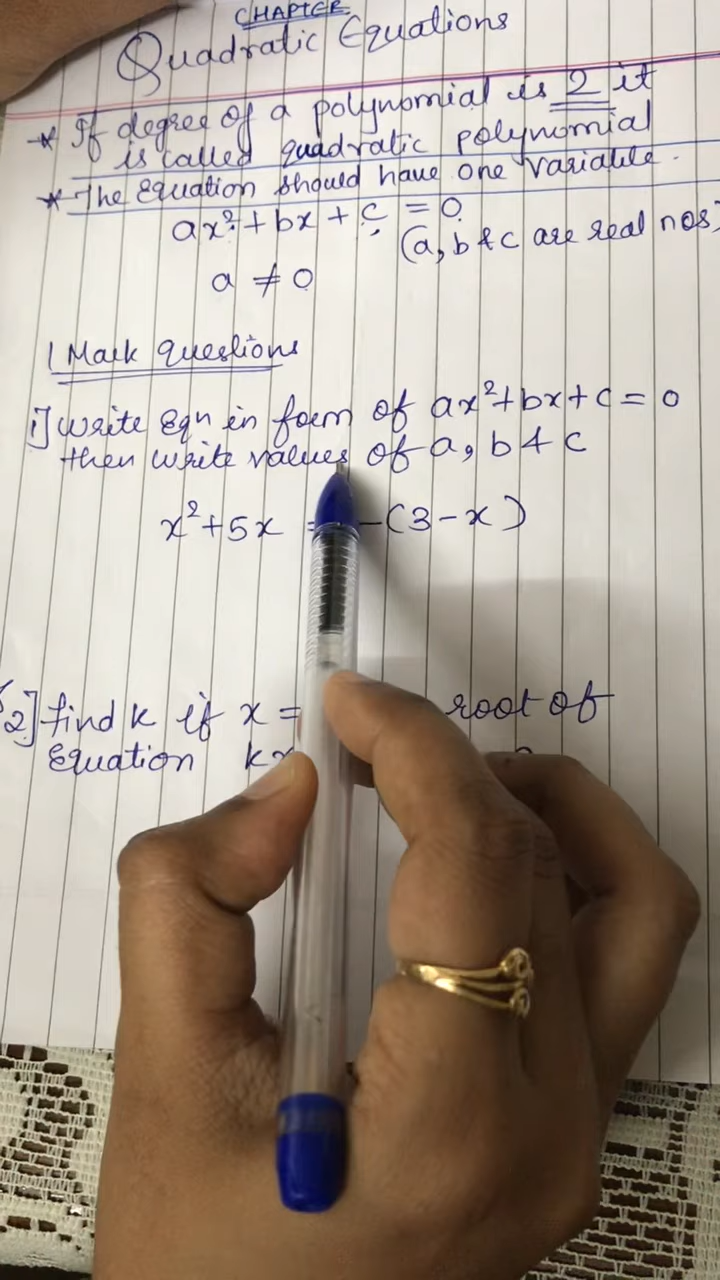 CHAPTER
Quadratic Equations
* If degree of a polynomial is 2 it
is called quadratic polynomial
* The Equation should have one variable.
ax²+bx+c=0
(a, b & c are real nos)
a ≠ 0
1 Mark questions
1] write Eqn in form of ax²+bx+c=0
then write values of a, b & c
x²+5x = -(3-x)
2] find k if x = root of
Equation